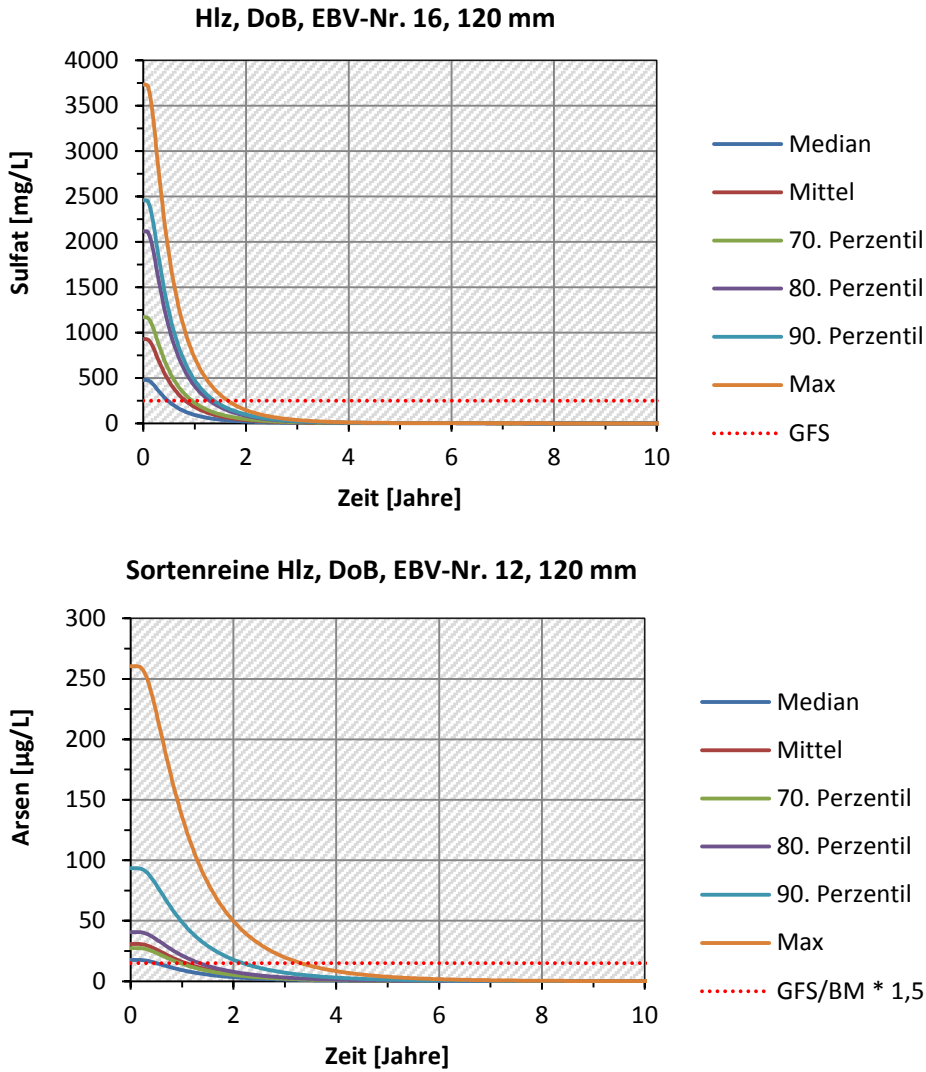 Hlz, DoB, EBV-Nr. 16, 120 mm
Sulfat [mg/L]
4000
3500
3000
2500
2000
1500
1000
500
0
0 2 4 6 8 10
Zeit [Jahre]
Median
Mittel
70. Perzentil
80. Perzentil
90. Perzentil
Max
GFS
Sortenreine Hlz, DoB, EBV-Nr. 12, 120 mm
Arsen [µg/L]
300
250
200
150
100
50
0
0 2 4 6 8 10
Zeit [Jahre]
Median
Mittel
70. Perzentil
80. Perzentil
90. Perzentil
Max
GFS/BM * 1,5